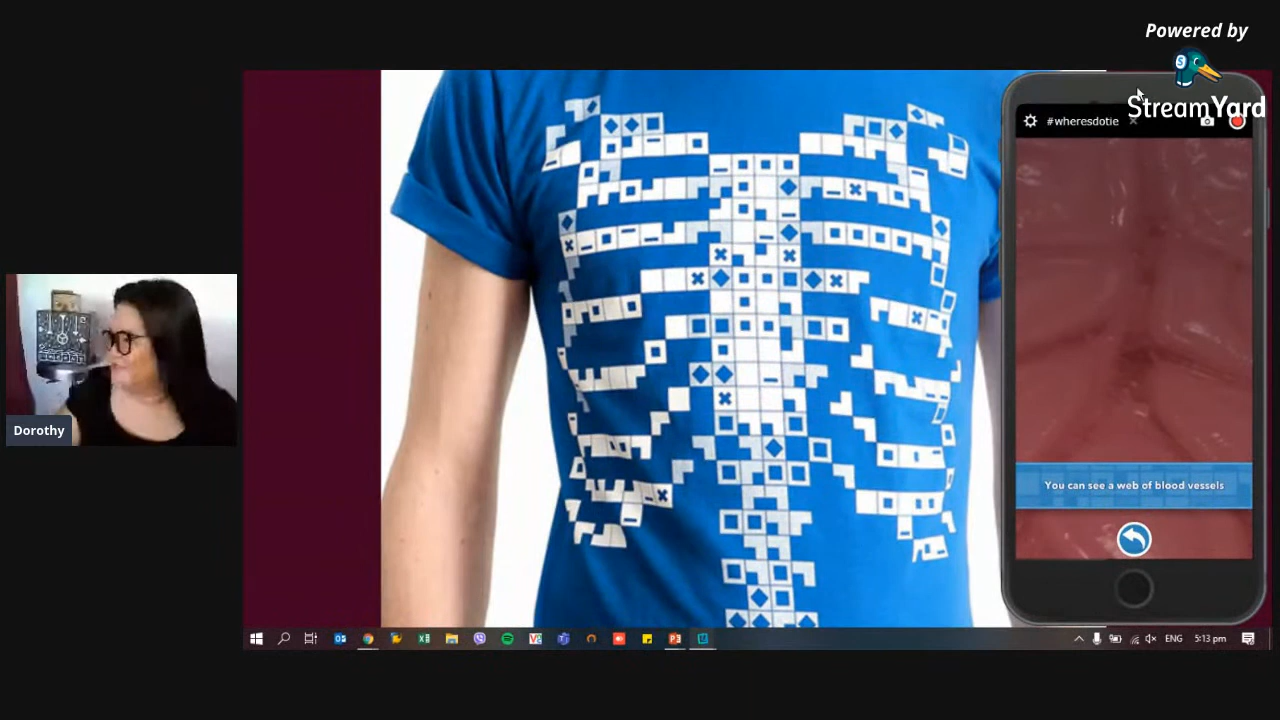 Powered by
StreamYard
#wheresdotie
You can see a web of blood vessels
Dorothy
ENG
5:13 pm